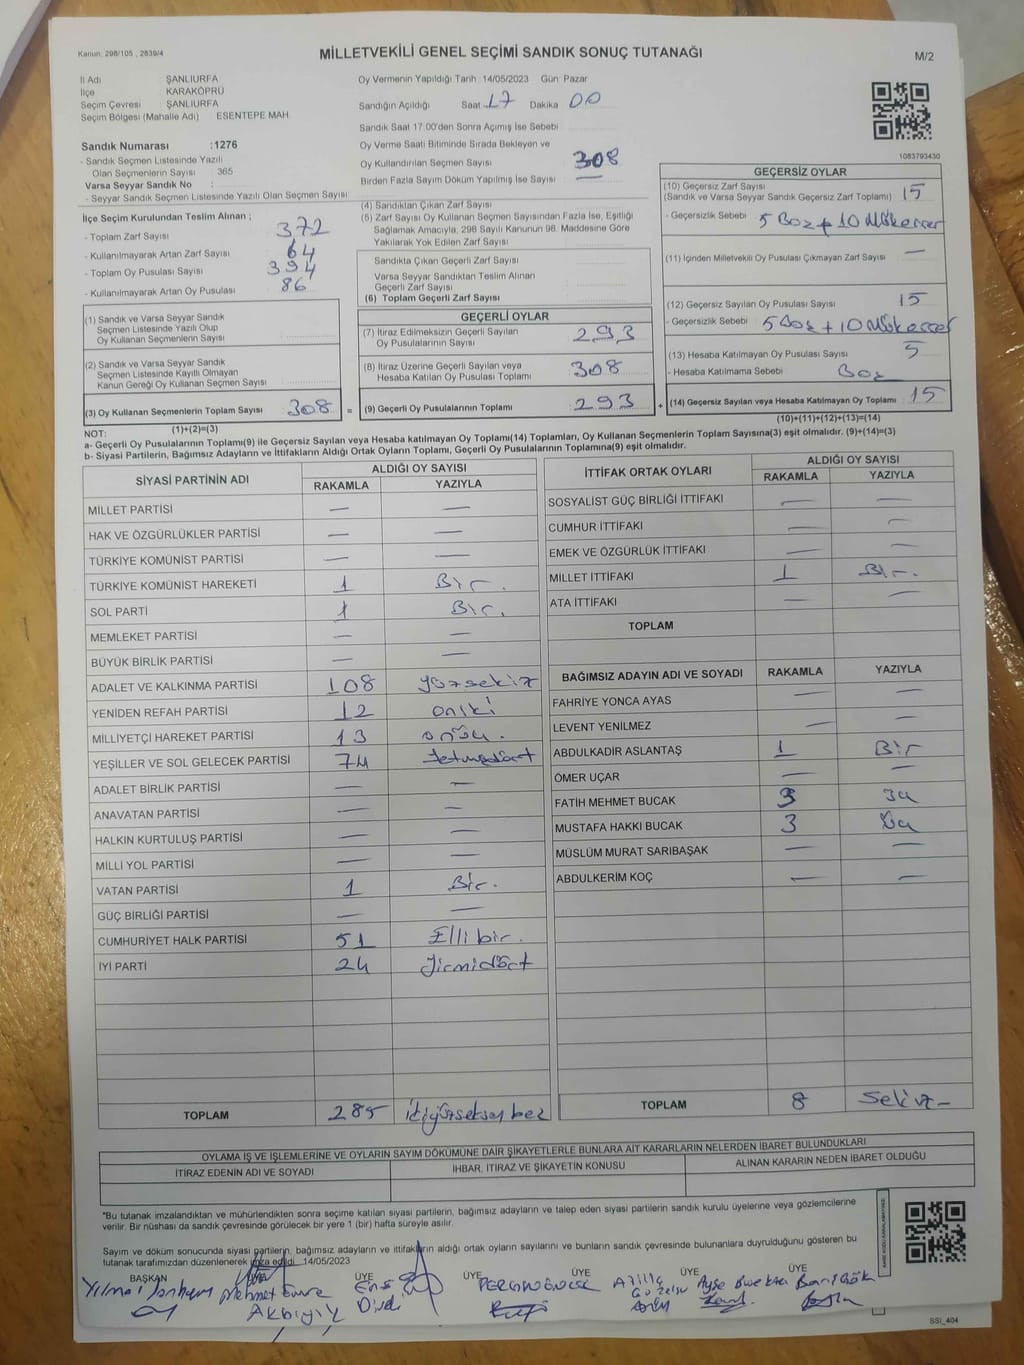 Kanun: 298/105 , 2839/4
MİLLETVEKİLİ GENEL SEÇİMİ SANDIK SONUÇ TUTANAĞI
M/2
İl Adı : ŞANLIURFA
İlçe : KARAKÖPRÜ
Seçim Çevresi : ŞANLIURFA
Seçim Bölgesi (Mahalle Adı) ESENTEPE MAH.
Sandık Numarası :1276
- Sandık Seçmen Listesinde Yazılı
Olan Seçmenlerin Sayısı : 365
Varsa Seyyar Sandık No :
- Seyyar Sandık Seçmen Listesinde Yazılı Olan Seçmen Sayısı :
Oy Vermenin Yapıldığı Tarih :14/05/2023 Gün: Pazar
Sandığın Açıldığı Saat 17 Dakika 00
Sandık Saat 17:00'den Sonra Açımış İse Sebebi
Oy Verme Saati Bitiminde Sırada Bekleyen ve
Oy Kullandırılan Seçmen Sayısı 308
Birden Fazla Sayım Döküm Yapılmış İse Sayısı —
1083793430
İlçe Seçim Kurulundan Teslim Alınan ;
- Toplam Zarf Sayısı 372
- Kullanılmayarak Artan Zarf Sayısı 64
- Toplam Oy Pusulası Sayısı 394
- Kullanılmayarak Artan Oy Pusulası 86
(1) Sandık ve Varsa Seyyar Sandık
Seçmen Listesinde Yazılı Olup
Oy Kullanan Seçmenlerin Sayısı
(2) Sandık ve Varsa Seyyar Sandık
Seçmen Listesinde Kayıtlı Olmayan
Kanun Gereği Oy Kullanan Seçmen Sayısı
(3) Oy Kullanan Seçmenlerin Toplam Sayısı 308 =
(1)+(2)=(3)
(4) Sandıktan Çıkan Zarf Sayısı
(5) Zarf Sayısı Oy Kullanan Seçmen Sayısından Fazla İse, Eşitliği
Sağlamak Amacıyla, 298 Sayılı Kanunun 98. Maddesine Göre
Yakılarak Yok Edilen Zarf Sayısı
Sandıkta Çıkan Geçerli Zarf Sayısı
Varsa Seyyar Sandıktan Teslim Alınan
Geçerli Zarf Sayısı
(6) Toplam Geçerli Zarf Sayısı
GEÇERLİ OYLAR
(7) İtiraz Edilmeksizin Geçerli Sayılan
Oy Pusulalarının Sayısı 293
(8) İtiraz Üzerine Geçerli Sayılan veya
Hesaba Katılan Oy Pusulası Toplamı 308
(9) Geçerli Oy Pusulalarının Toplamı 293 +
GEÇERSİZ OYLAR
(10) Geçersiz Zarf Sayısı
(Sandık ve Varsa Seyyar Sandık Geçersiz Zarf Toplamı) 15
- Geçersizlik Sebebi 5 Boz + 10 Mükerrer
(11) İçinden Milletvekili Oy Pusulası Çıkmayan Zarf Sayısı —
(12) Geçersiz Sayılan Oy Pusulası Sayısı 15
- Geçersizlik Sebebi 5 Boz + 10 Mükerrer
(13) Hesaba Katılmayan Oy Pusulası Sayısı 5
- Hesaba Katılmama Sebebi Boz
(14) Geçersiz Sayılan veya Hesaba Katılmayan Oy Toplamı 15
(10)+(11)+(12)+(13)=(14)
NOT:
a- Geçerli Oy Pusulalarının Toplamı(9) ile Geçersiz Sayılan veya Hesaba katılmayan Oy Toplamı(14) Toplamları, Oy Kullanan Seçmenlerin Toplam Sayısına(3) eşit olmalıdır. (9)+(14)=(3)
b- Siyasi Partilerin, Bağımsız Adayların ve İttifakların Aldığı Ortak Oyların Toplamı, Geçerli Oy Pusulalarının Toplamına(9) eşit olmalıdır.
SİYASİ PARTİNİN ADI ALDIĞI OY SAYISI
RAKAMLA YAZIYLA
MİLLET PARTİSİ — —
HAK VE ÖZGÜRLÜKLER PARTİSİ — —
TÜRKİYE KOMÜNİST PARTİSİ — —
TÜRKİYE KOMÜNİST HAREKETİ 1 Bir.
SOL PARTİ 1 Bir.
MEMLEKET PARTİSİ — —
BÜYÜK BİRLİK PARTİSİ — —
ADALET VE KALKINMA PARTİSİ 108 yüzsekiz
YENİDEN REFAH PARTİSİ 12 oniki
MİLLİYETÇİ HAREKET PARTİSİ 13 onüç.
YEŞİLLER VE SOL GELECEK PARTİSİ 74 Yetmişdört
ADALET BİRLİK PARTİSİ — —
ANAVATAN PARTİSİ — —
HALKIN KURTULUŞ PARTİSİ — —
MİLLİ YOL PARTİSİ — —
VATAN PARTİSİ 1 Bir.
GÜÇ BİRLİĞİ PARTİSİ — —
CUMHURİYET HALK PARTİSİ 51 Ellibir.
İYİ PARTİ 24 Yirmidört
TOPLAM 285 ikiyüzseksenbeş
İTTİFAK ORTAK OYLARI ALDIĞI OY SAYISI
RAKAMLA YAZIYLA
SOSYALİST GÜÇ BİRLİĞİ İTTİFAKI — —
CUMHUR İTTİFAKI — —
EMEK VE ÖZGÜRLÜK İTTİFAKI — —
MİLLET İTTİFAKI 1 Bir.
ATA İTTİFAKI — —
TOPLAM
BAĞIMSIZ ADAYIN ADI VE SOYADI RAKAMLA YAZIYLA
FAHRİYE YONCA AYAS — —
LEVENT YENİLMEZ — —
ABDULKADIR ASLANTAŞ 1 Bir
ÖMER UÇAR — —
FATİH MEHMET BUCAK 3 3ü
MUSTAFA HAKKI BUCAK 3 Üç
MÜSLÜM MURAT SARIBAŞAK — —
ABDULKERİM KOÇ — —
TOPLAM 8 Sekiz
OYLAMA İŞ VE İŞLEMLERİNE VE OYLARIN SAYIM DÖKÜMÜNE DAİR ŞİKAYETLERLE BUNLARA AİT KARARLARIN NELERDEN İBARET BULUNDUKLARI
İTİRAZ EDENİN ADI VE SOYADI İHBAR, İTİRAZ VE ŞİKAYETİN KONUSU ALINAN KARARIN NEDEN İBARET OLDUĞU
*Bu tutanak imzalandıktan ve mühürlendikten sonra seçime katılan siyasi partilerin, bağımsız adayların ve talep eden siyasi partilerin sandık kurulu üyelerine veya gözlemcilerine
verilir. Bir nüshası da sandık çevresinde görülecek bir yere 1 (bir) hafta süreyle asılır.
Sayım ve döküm sonucunda siyasi partilerin, bağımsız adayların ve ittifakların aldığı ortak oyların sayılarını ve bunların sandık çevresinde bulunanlara duyrulduğunu gösteren bu
tutanak tarafımızdan düzenlenerek imza edildi. 14/05/2023
BAŞKAN ÜYE ÜYE ÜYE ÜYE ÜYE
Mehmet Emre
Akbıyık
SSİ_404